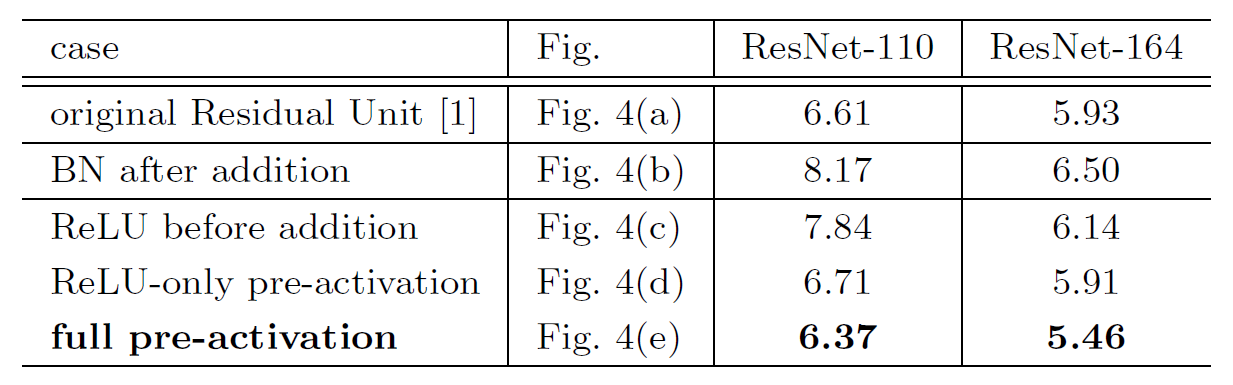 case Fig. ResNet-110 ResNet-164
original Residual Unit [1] Fig. 4(a) 6.61 5.93
BN after addition Fig. 4(b) 8.17 6.50
ReLU before addition Fig. 4(c) 7.84 6.14
ReLU-only pre-activation Fig. 4(d) 6.71 5.91
full pre-activation Fig. 4(e) 6.37 5.46